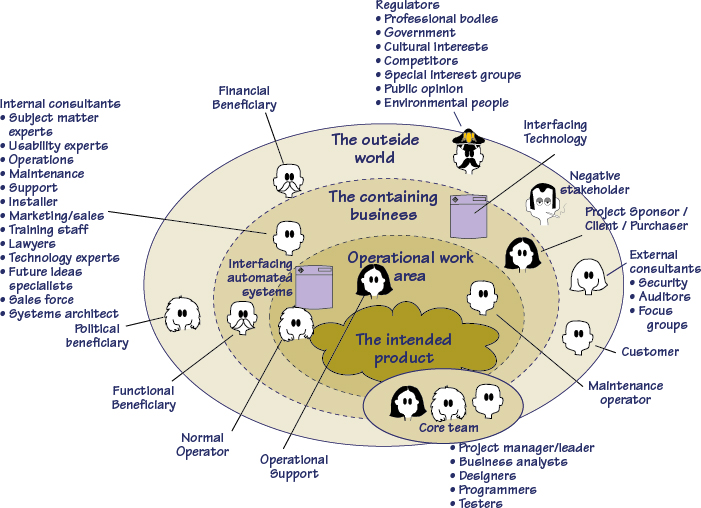 Regulators
• Professional bodies
• Government
• Cultural interests
• Competitors
• Special interest groups
• Public opinion
• Environmental people
Financial
Beneficiary
Internal consultants
• Subject matter
experts
• Usability experts
• Operations
• Maintenance
• Support
• Installer
• Marketing/sales
• Training staff
• Lawyers
• Technology experts
• Future ideas
specialists
• Sales force
• Systems architect
The outside
world
Interfacing
Technology
Negative
stakeholder
The containing
business
Project Sponsor /
Client / Purchaser
Operational work
area
Interfacing
automated
systems
External
consultants
• Security
• Auditors
• Focus
groups
Political
beneficiary
The intended
product
Customer
Maintenance
operator
Functional
Beneficiary
Normal
Operator
Operational
Support
Core team
• Project manager/leader
• Business analysts
• Designers
• Programmers
• Testers